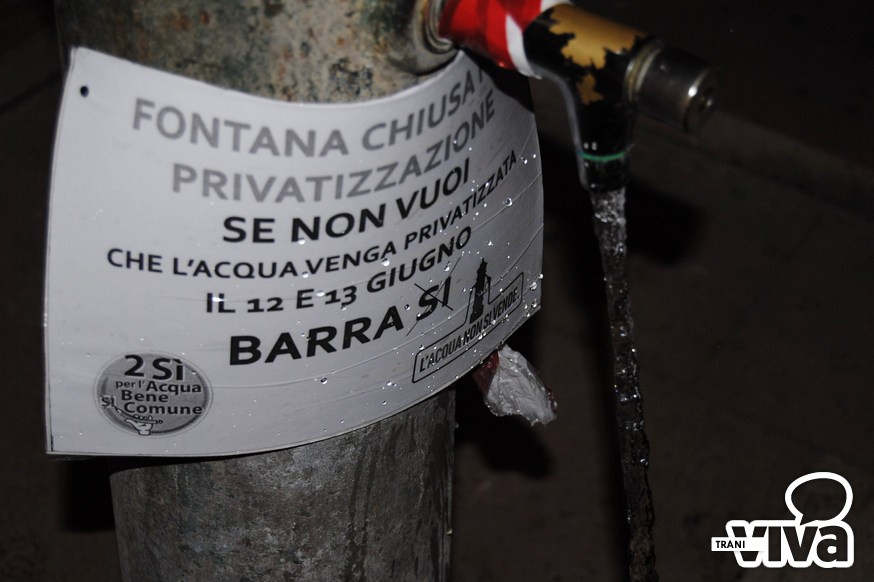 FONTANA CHIUSA
PRIVATIZZAZIONE
SE NON VUOI
CHE L'ACQUA VENGA PRIVATIZZATA
IL 12 E 13 GIUGNO
BARRA SI
L'ACQUA NON SI VENDE
2 Sì
per l'Acqua
Bene
Comune
TRANI viva